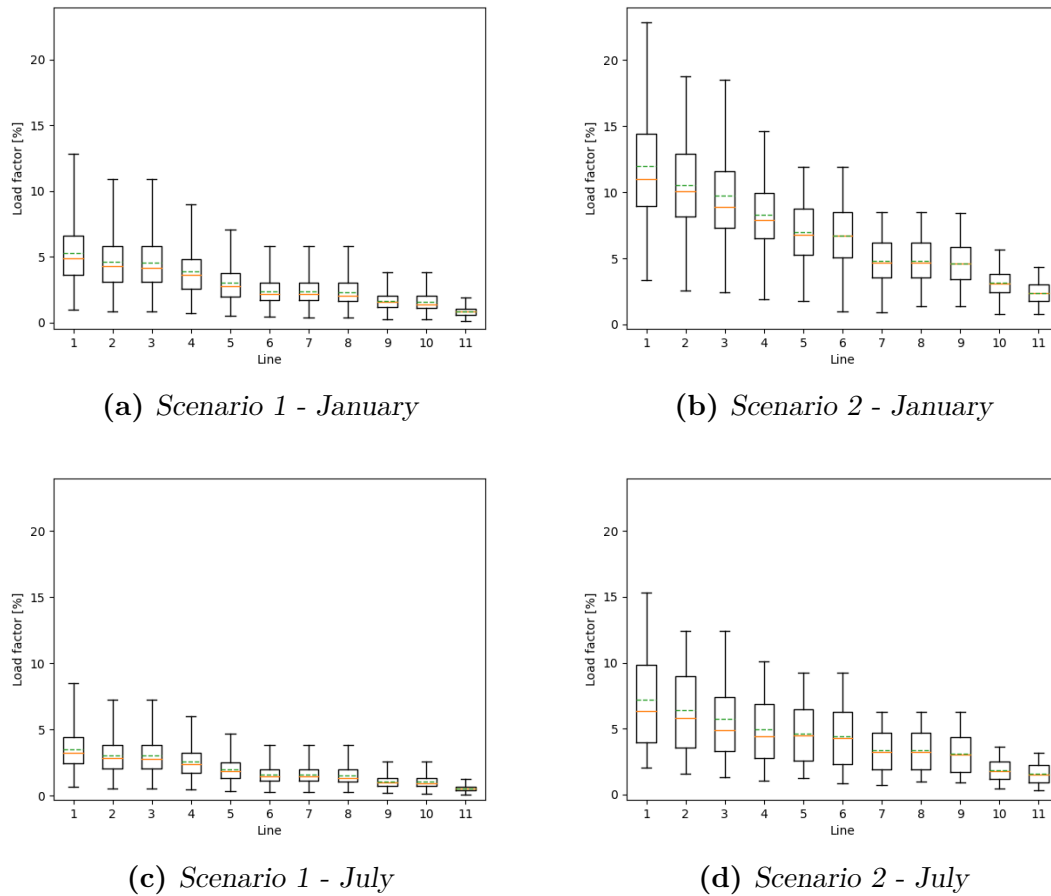 20
15
10
5
0
Load factor [%]
1 2 3 4 5 6 7 8 9 10 11
Line
(a) Scenario 1 - January
20
15
10
5
0
Load factor [%]
1 2 3 4 5 6 7 8 9 10 11
Line
(b) Scenario 2 - January
20
15
10
5
0
Load factor [%]
1 2 3 4 5 6 7 8 9 10 11
Line
(c) Scenario 1 - July
20
15
10
5
0
Load factor [%]
1 2 3 4 5 6 7 8 9 10 11
Line
(d) Scenario 2 - July